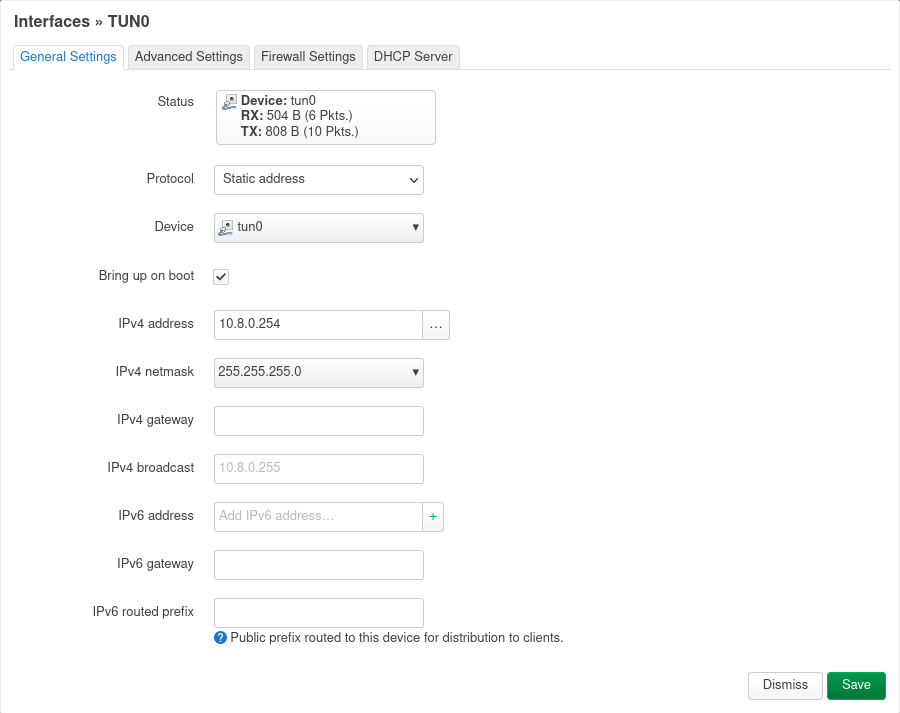 Interfaces » TUN0
General Settings
Advanced Settings
Firewall Settings
DHCP Server
Status
Device: tun0
RX: 504 B (6 Pkts.)
TX: 808 B (10 Pkts.)
Protocol
Static address
Device
tun0
Bring up on boot
IPv4 address
10.8.0.254
…
IPv4 netmask
255.255.255.0
IPv4 gateway
IPv4 broadcast
10.8.0.255
IPv6 address
Add IPv6 address…
+
IPv6 gateway
IPv6 routed prefix
? Public prefix routed to this device for distribution to clients.
Dismiss
Save